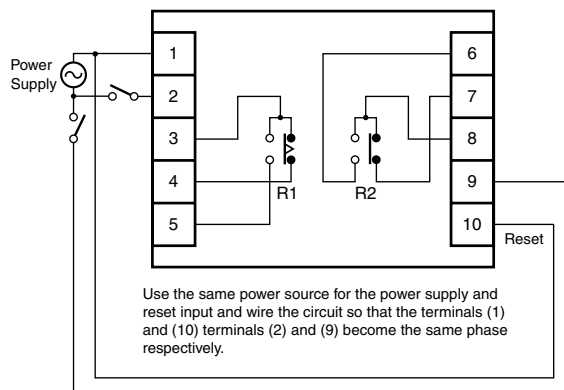 Power
Supply
1
2
3
4
5
R1
R2
6
7
8
9
10
Reset
Use the same power source for the power supply and
reset input and wire the circuit so that the terminals (1)
and (10) terminals (2) and (9) become the same phase
respectively.